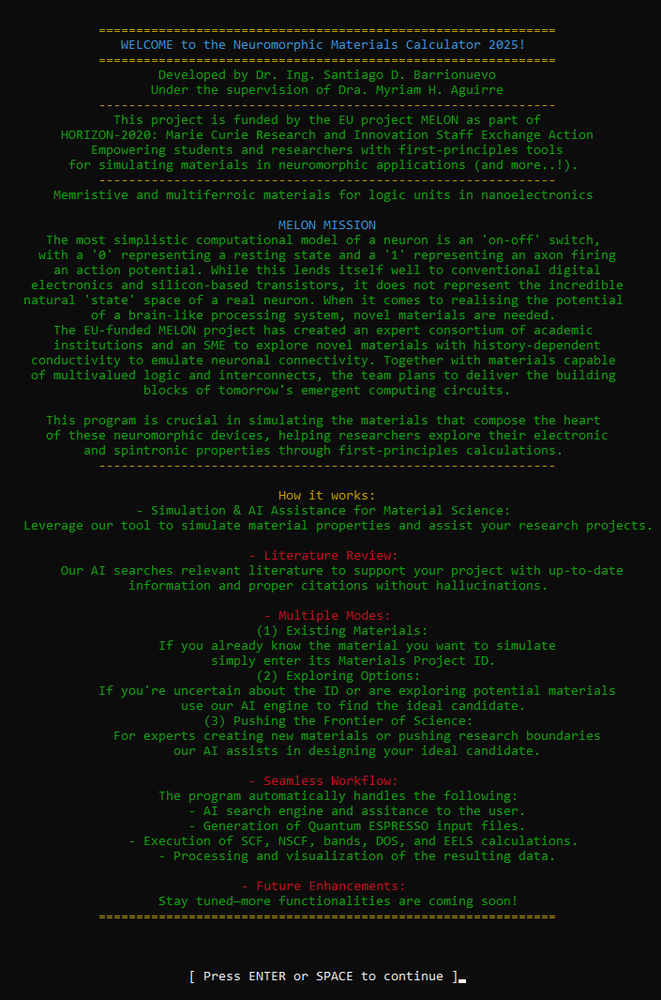 =============================================================
WELCOME to the Neuromorphic Materials Calculator 2025!
=============================================================
Developed by Dr. Ing. Santiago D. Barrionuevo
Under the supervision of Dra. Myriam H. Aguirre
-------------------------------------------------------------
This project is funded by the EU project MELON as part of
HORIZON-2020: Marie Curie Research and Innovation Staff Exchange Action
Empowering students and researchers with first-principles tools
for simulating materials in neuromorphic applications (and more..!).
-------------------------------------------------------------
Memristive and multiferroic materials for logic units in nanoelectronics
MELON MISSION
The most simplistic computational model of a neuron is an 'on-off' switch,
with a '0' representing a resting state and a '1' representing an axon firing
an action potential. While this lends itself well to conventional digital
electronics and silicon-based transistors, it does not represent the incredible
natural 'state' space of a real neuron. When it comes to realising the potential
of a brain-like processing system, novel materials are needed.
The EU-funded MELON project has created an expert consortium of academic
institutions and an SME to explore novel materials with history-dependent
conductivity to emulate neuronal connectivity. Together with materials capable
of multivalued logic and interconnects, the team plans to deliver the building
blocks of tomorrow's emergent computing circuits.
This program is crucial in simulating the materials that compose the heart
of these neuromorphic devices, helping researchers explore their electronic
and spintronic properties through first-principles calculations.
-------------------------------------------------------------
How it works:
- Simulation & AI Assistance for Material Science:
Leverage our tool to simulate material properties and assist your research projects.
- Literature Review:
Our AI searches relevant literature to support your project with up-to-date
information and proper citations without hallucinations.
- Multiple Modes:
(1) Existing Materials:
If you already know the material you want to simulate
simply enter its Materials Project ID.
(2) Exploring Options:
If you're uncertain about the ID or are exploring potential materials
use our AI engine to find the ideal candidate.
(3) Pushing the Frontier of Science:
For experts creating new materials or pushing research boundaries
our AI assists in designing your ideal candidate.
- Seamless Workflow:
The program automatically handles the following:
- AI search engine and assitance to the user.
- Generation of Quantum ESPRESSO input files.
- Execution of SCF, NSCF, bands, DOS, and EELS calculations.
- Processing and visualization of the resulting data.
- Future Enhancements:
Stay tuned—more functionalities are coming soon!
=============================================================
[ Press ENTER or SPACE to continue ]